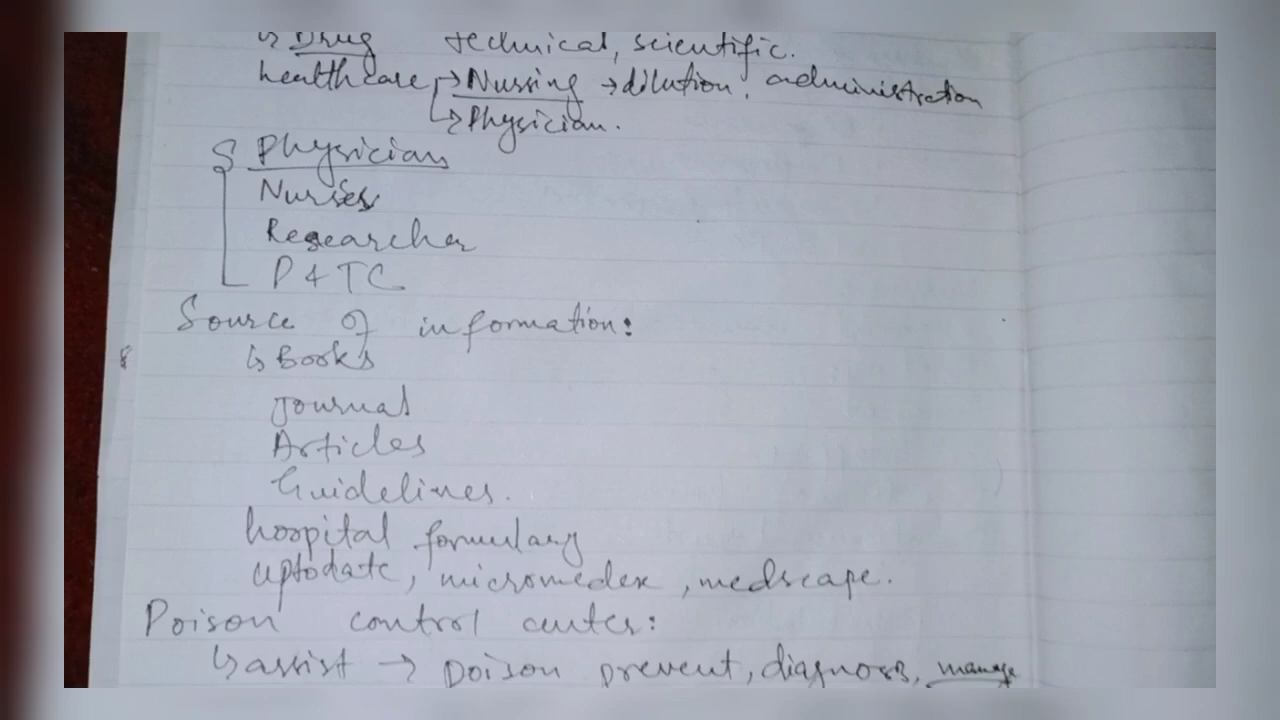 ↳ Drug technical, scientific.
healthcare → Nursing → dilution, administration
↳ Physician.
Physician
Nurses
Researcher
P & TC
Source of information:
↳ Books
Journal
Articles
Guidelines.
hospital formulary
uptodate, micromedex, medscape.
Poison control center:
↳ assist → poison prevent, diagnosis, manage